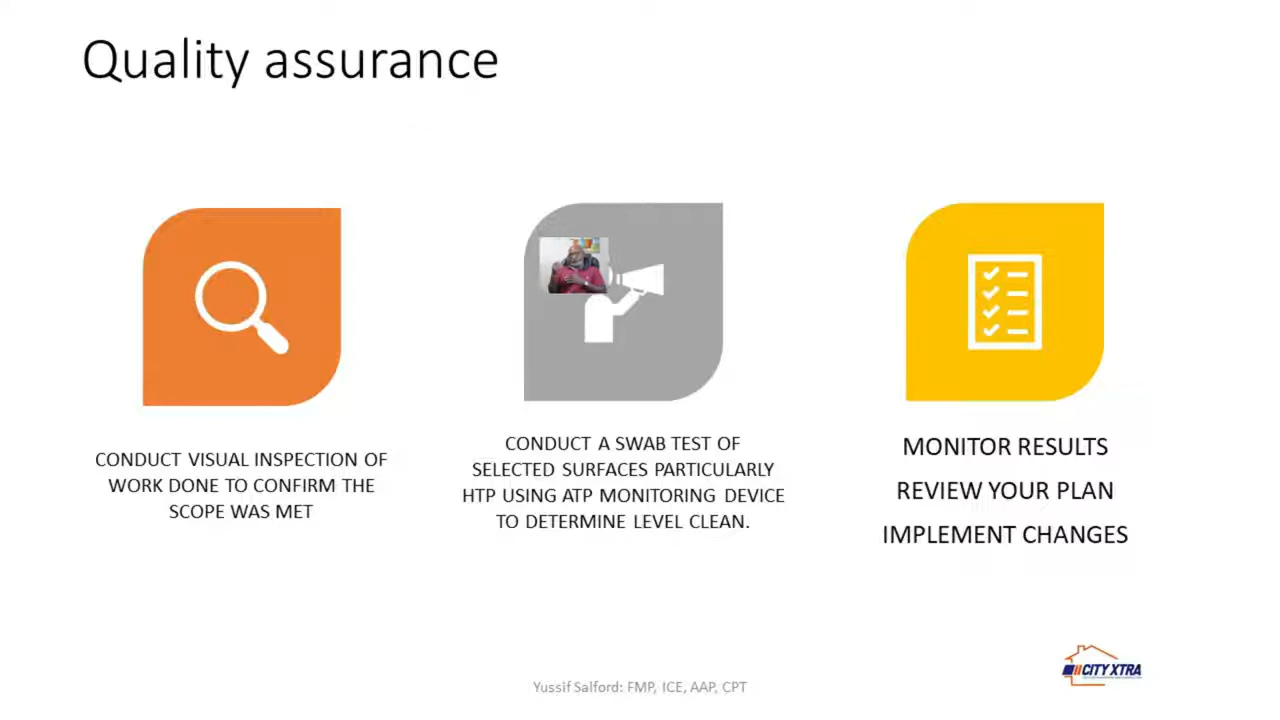 Quality assurance
CONDUCT VISUAL INSPECTION OF
WORK DONE TO CONFIRM THE
SCOPE WAS MET
CONDUCT A SWAB TEST OF
SELECTED SURFACES PARTICULARLY
HTP USING ATP MONITORING DEVICE
TO DETERMINE LEVEL CLEAN.
MONITOR RESULTS
REVIEW YOUR PLAN
IMPLEMENT CHANGES
CITY XTRA
Yussif Salford: FMP, ICE, AAP, CPT